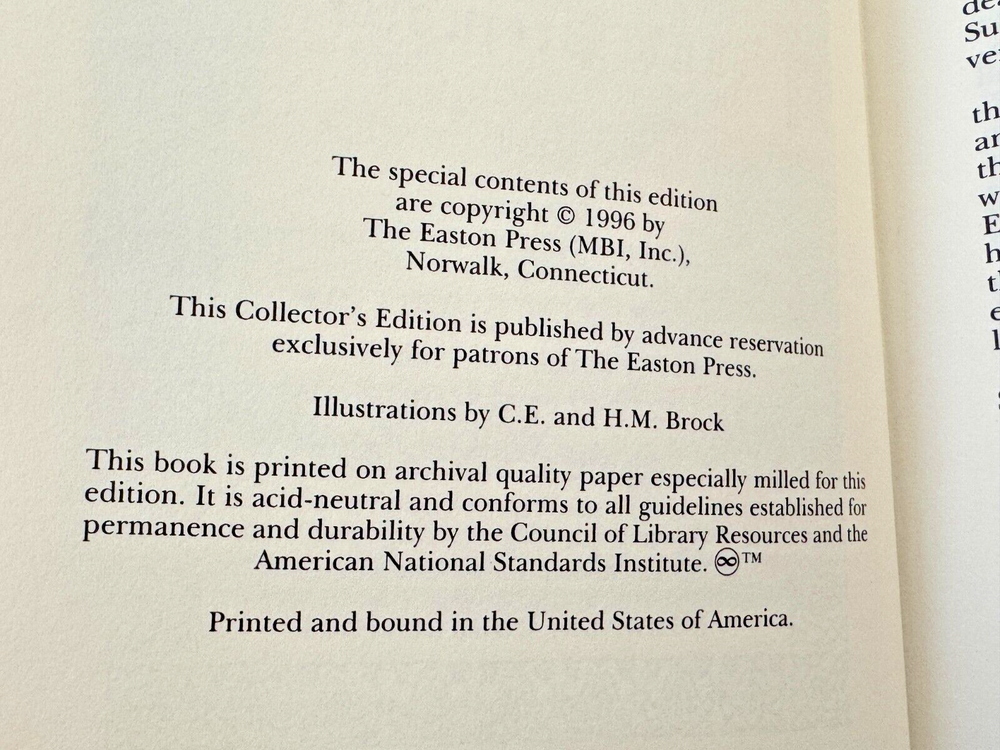 The special contents of this edition
are copyright © 1996 by
The Easton Press (MBI, Inc.),
Norwalk, Connecticut.
This Collector's Edition is published by advance reservation
exclusively for patrons of The Easton Press.
Illustrations by C.E. and H.M. Brock
This book is printed on archival quality paper especially milled for this
edition. It is acid-neutral and conforms to all guidelines established for
permanence and durability by the Council of Library Resources and the
American National Standards Institute. ♾™
Printed and bound in the United States of America.